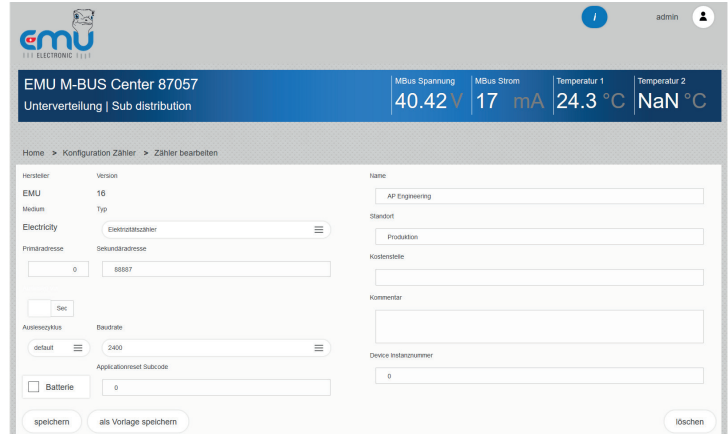 emu
ELECTRONIC
i
admin
EMU M-BUS Center 87057
Unterverteilung | Sub distribution
MBus Spannung
40.42 V
MBus Strom
17 mA
Temperatur 1
24.3 °C
Temperatur 2
NaN °C
Home > Konfiguration Zähler > Zähler bearbeiten
Hersteller
Version
EMU
16
Medium
Typ
Electricity
Elektrizitätszähler
Primäradresse
Sekundäradresse
0
88887
Sec
Auslesezyklus
Baudrate
default
2400
Applicationreset Subcode
Batterie
0
Name
AP Engineering
Standort
Produktion
Kostenstelle
Kommentar
Device Instanznummer
0
speichern
als Vorlage speichern
löschen